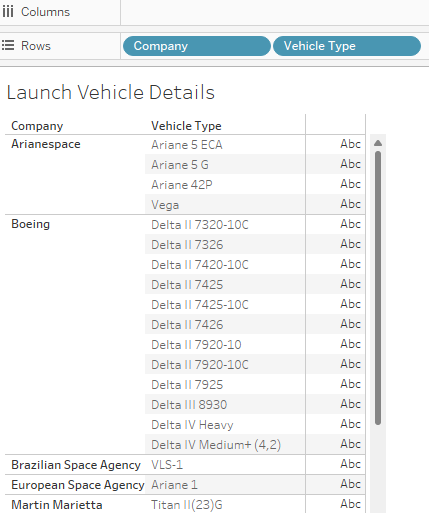 Columns
Rows Company Vehicle Type
Launch Vehicle Details
Company Vehicle Type
Arianespace Ariane 5 ECA Abc
Ariane 5 G Abc
Ariane 42P Abc
Vega Abc
Boeing Delta II 7320-10C Abc
Delta II 7326 Abc
Delta II 7420-10C Abc
Delta II 7425 Abc
Delta II 7425-10C Abc
Delta II 7426 Abc
Delta II 7920-10 Abc
Delta II 7920-10C Abc
Delta II 7925 Abc
Delta III 8930 Abc
Delta IV Heavy Abc
Delta IV Medium+ (4,2) Abc
Brazilian Space Agency VLS-1 Abc
European Space Agency Ariane 1 Abc
Martin Marietta Titan II(23)G Abc